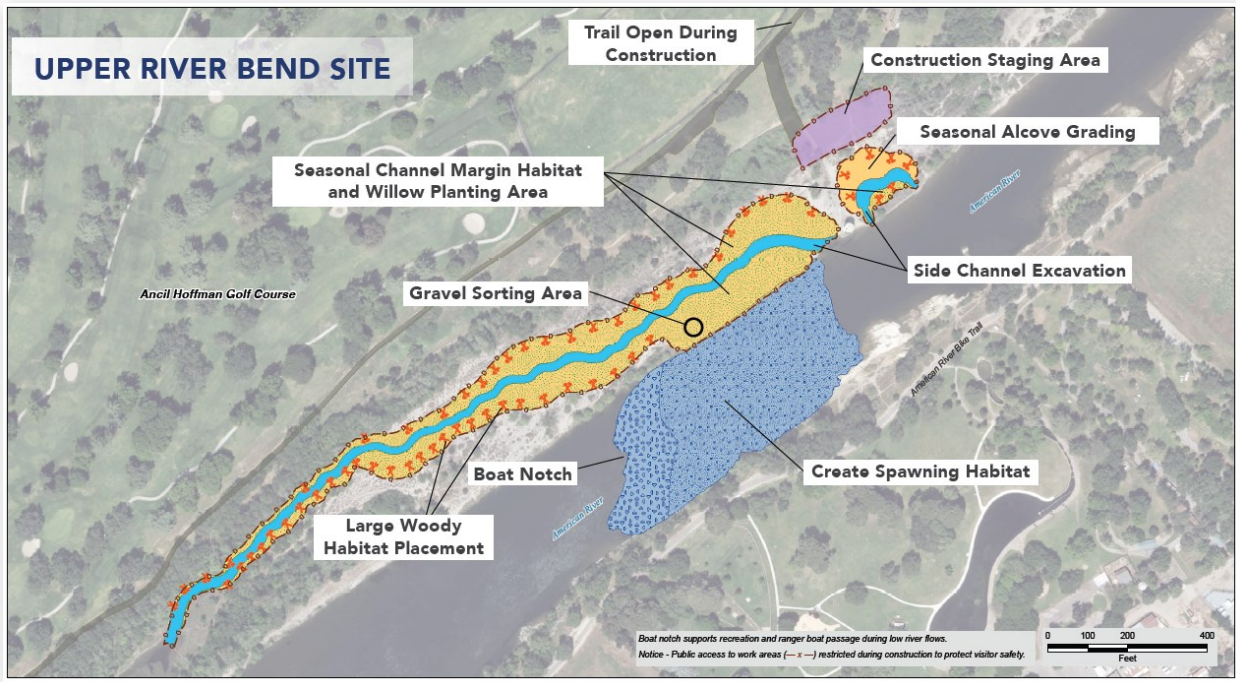 UPPER RIVER BEND SITE
Trail Open During
Construction
Construction Staging Area
Seasonal Alcove Grading
Seasonal Channel Margin Habitat
and Willow Planting Area
American River
Side Channel Excavation
Ancil Hoffman Golf Course
Gravel Sorting Area
American River Bike Trail
Boat Notch
Create Spawning Habitat
American River
Large Woody
Habitat Placement
Boat notch supports recreation and ranger boat passage during low river flows.
Notice - Public access to work areas (— x —) restricted during construction to protect visitor safety.
0 100 200 400
Feet